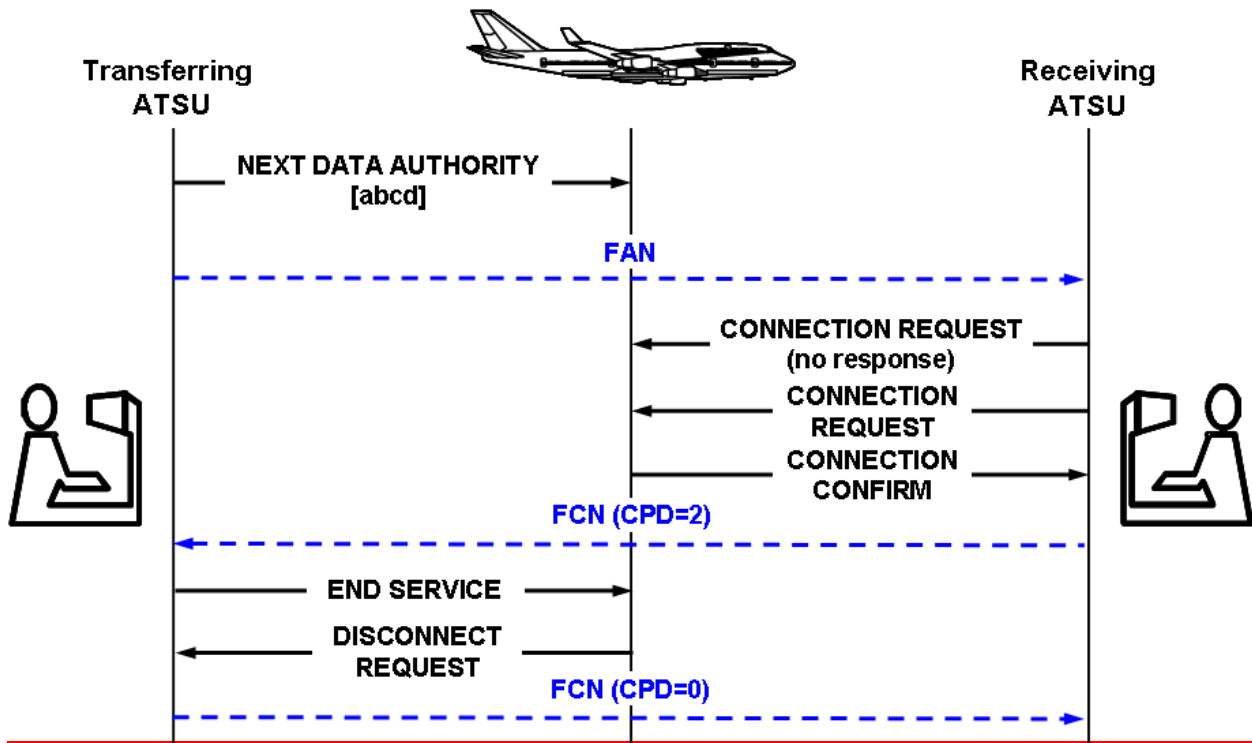 Transferring
ATSU
Receiving
ATSU
NEXT DATA AUTHORITY
[abcd]
FAN
CONNECTION REQUEST
(no response)
CONNECTION
REQUEST
CONNECTION
CONFIRM
FCN (CPD=2)
END SERVICE
DISCONNECT
REQUEST
FCN (CPD=0)